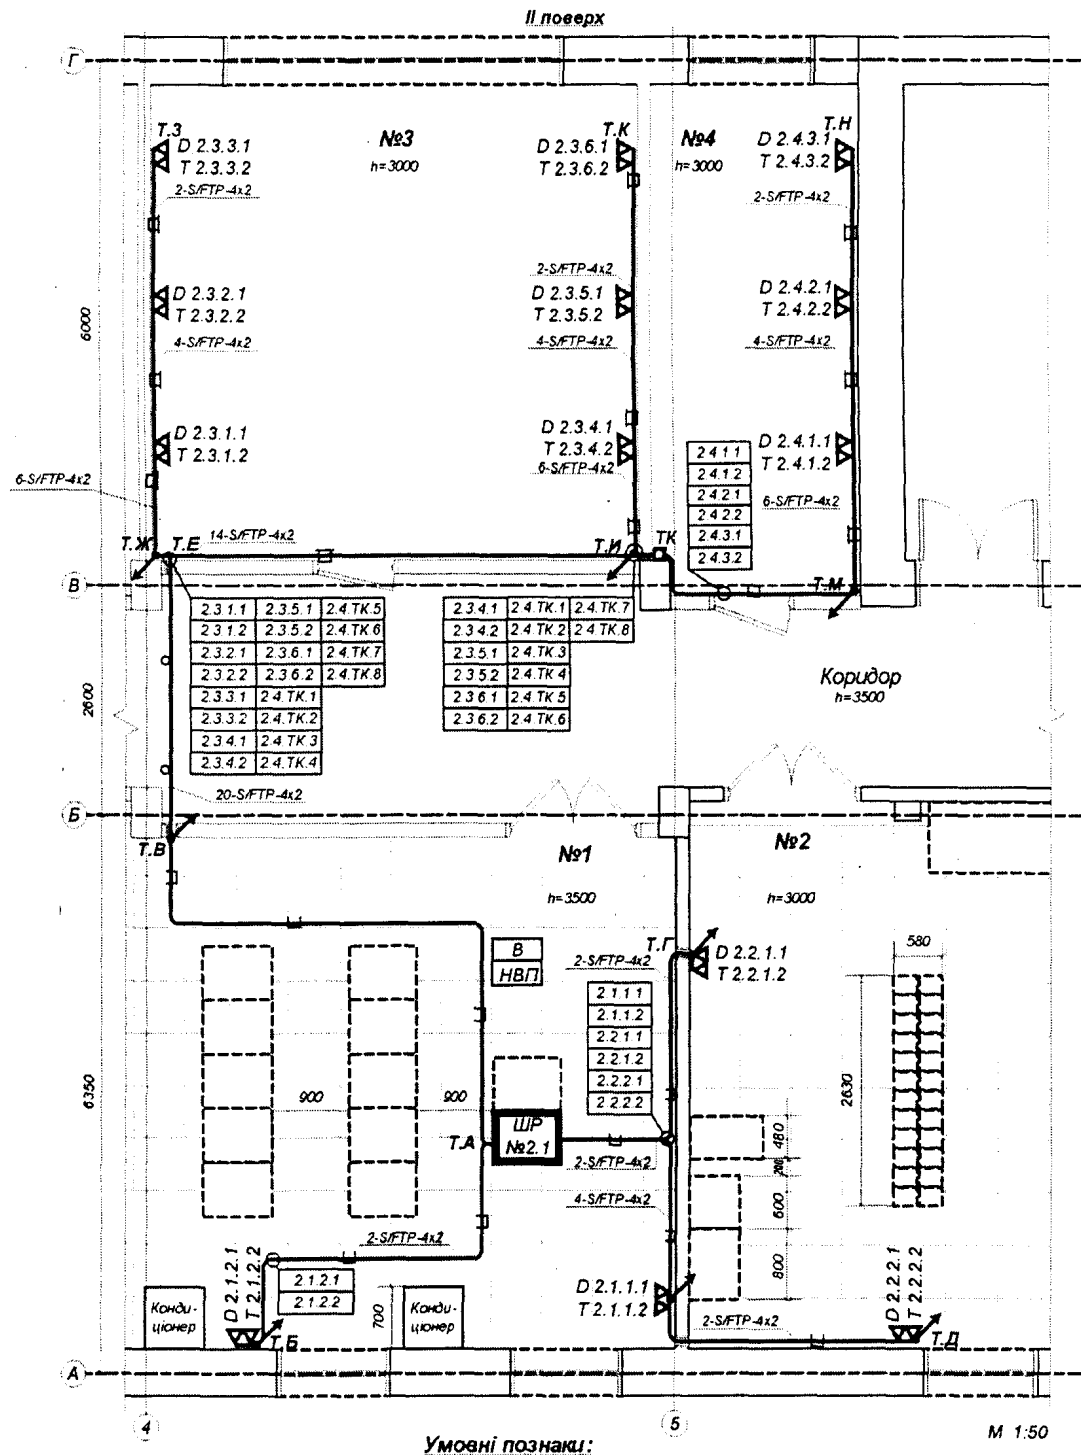 II поверх
Г
Т.З
№3
Т.К
№4
Т.Н
D 2.3.3.1
T 2.3.3.2
h=3000
D 2.3.6.1
T 2.3.6.2
h=3000
D 2.4.3.1
T 2.4.3.2
2-S/FTP-4x2
2-S/FTP-4x2
2-S/FTP-4x2
D 2.3.2.1
T 2.3.2.2
D 2.3.5.1
T 2.3.5.2
D 2.4.2.1
T 2.4.2.2
6000
4-S/FTP-4x2
4-S/FTP-4x2
4-S/FTP-4x2
D 2.3.1.1
T 2.3.1.2
D 2.3.4.1
T 2.3.4.2
D 2.4.1.1
T 2.4.1.2
2.4.1.1
2.4.1.2
2.4.2.1
2.4.2.2
2.4.3.1
2.4.3.2
6-S/FTP-4x2
6-S/FTP-4x2
6-S/FTP-4x2
Т.Ж
Т.Е
14-S/FTP-4x2
Т.И
ТК
Т.М
В
2.3.1.1 2.3.5.1 2.4.ТК.5
2.3.1.2 2.3.5.2 2.4.ТК.6
2.3.2.1 2.3.6.1 2.4.ТК.7
2.3.2.2 2.3.6.2 2.4.ТК.8
2.3.3.1 2.4.ТК.1
2.3.3.2 2.4.ТК.2
2.3.4.1 2.4.ТК.3
2.3.4.2 2.4.ТК.4
2.3.4.1 2.4.ТК.1 2.4.ТК.7
2.3.4.2 2.4.ТК.2 2.4.ТК.8
2.3.5.1 2.4.ТК.3
2.3.5.2 2.4.ТК.4
2.3.6.1 2.4.ТК.5
2.3.6.2 2.4.ТК.6
Коридор
h=3500
2600
20-S/FTP-4x2
Б
Т.В
№1
h=3500
№2
h=3000
В
НВП
Т.Г
2-S/FTP-4x2
D 2.2.1.1
T 2.2.1.2
580
2.1.1.1
2.1.1.2
2.2.1.1
2.2.1.2
2.2.2.1
2.2.2.2
6350
900
900
2630
Т.А
ШР
№2.1
480
200
600
800
2-S/FTP-4x2
4-S/FTP-4x2
2-S/FTP-4x2
D 2.1.2.1
T 2.1.2.2
2.1.2.1
2.1.2.2
D 2.1.1.1
T 2.1.1.2
D 2.2.2.1
T 2.2.2.2
Конди-
ціонер
700
Конди-
ціонер
2-S/FTP-4x2
Т.Б
Т.Д
А
4
5
М 1:50
Умовні познаки: